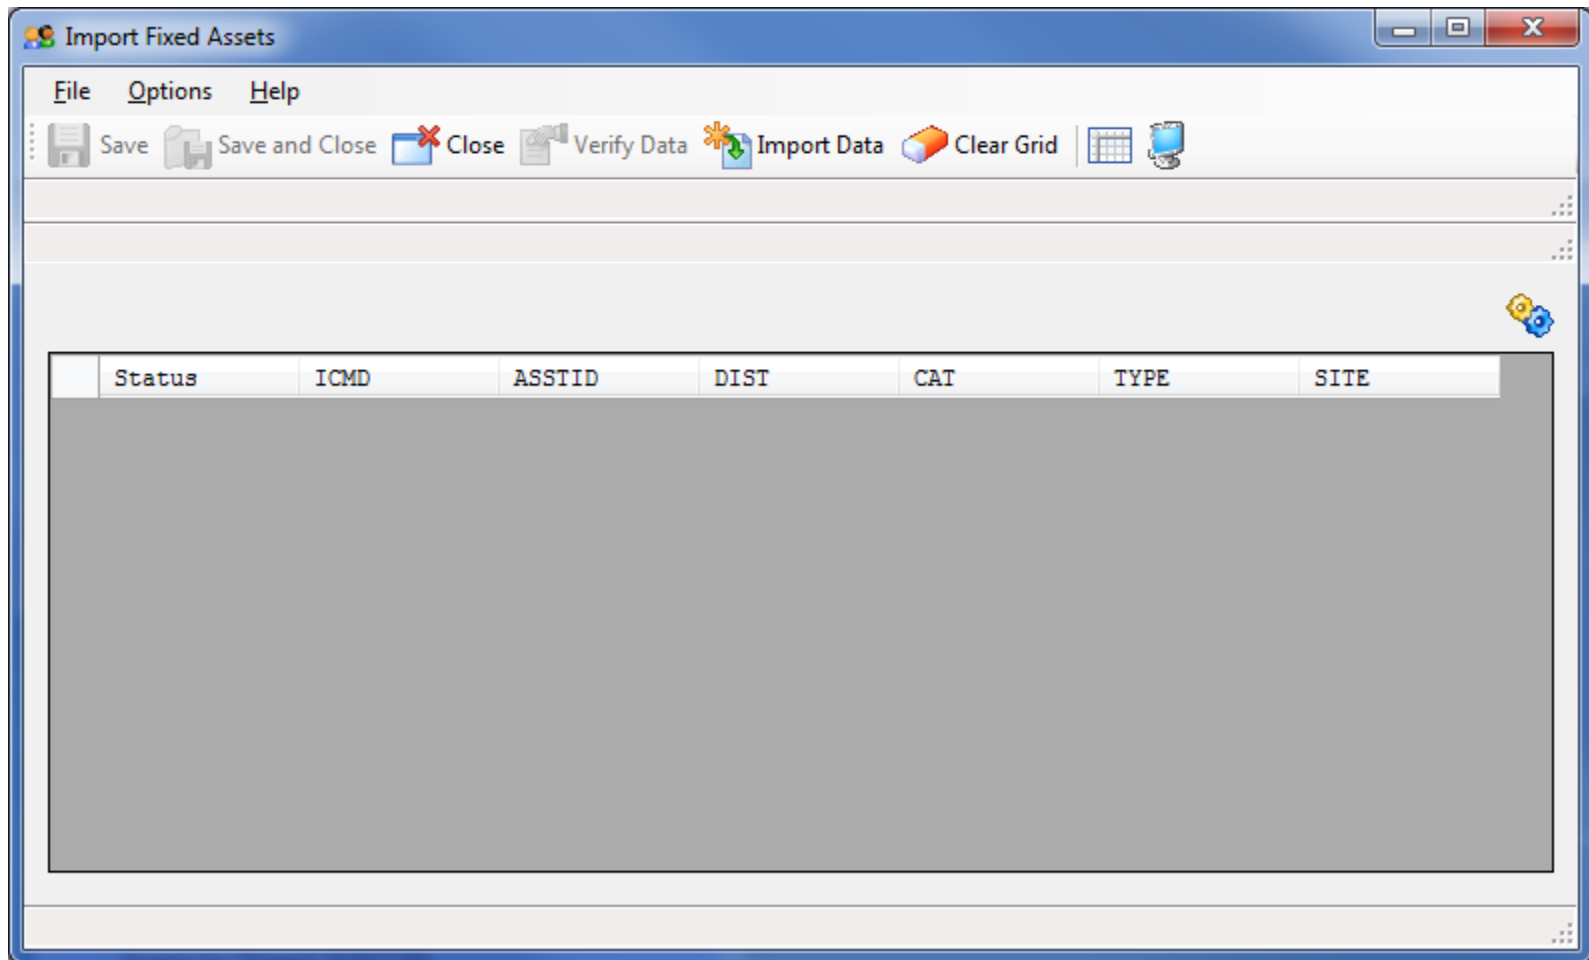 Import Fixed Assets
File Options Help
Save Save and Close Close Verify Data Import Data Clear Grid
Status ICMD ASSTID DIST CAT TYPE SITE